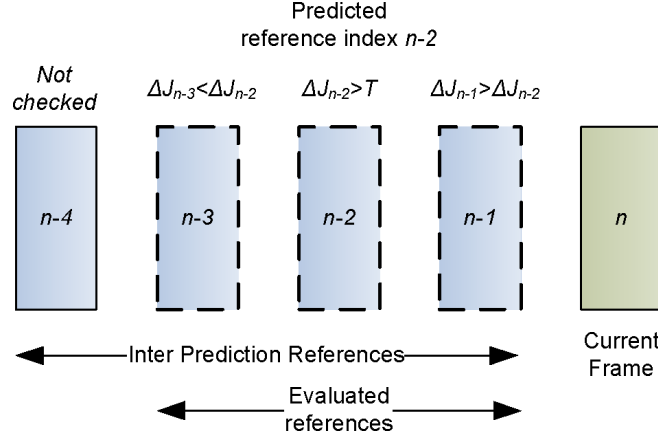 Predicted
reference index n-2
Not
checked
ΔJn-3<ΔJn-2
ΔJn-2>T
ΔJn-1>ΔJn-2
n-4
n-3
n-2
n-1
n
Inter Prediction References
Current
Frame
Evaluated
references